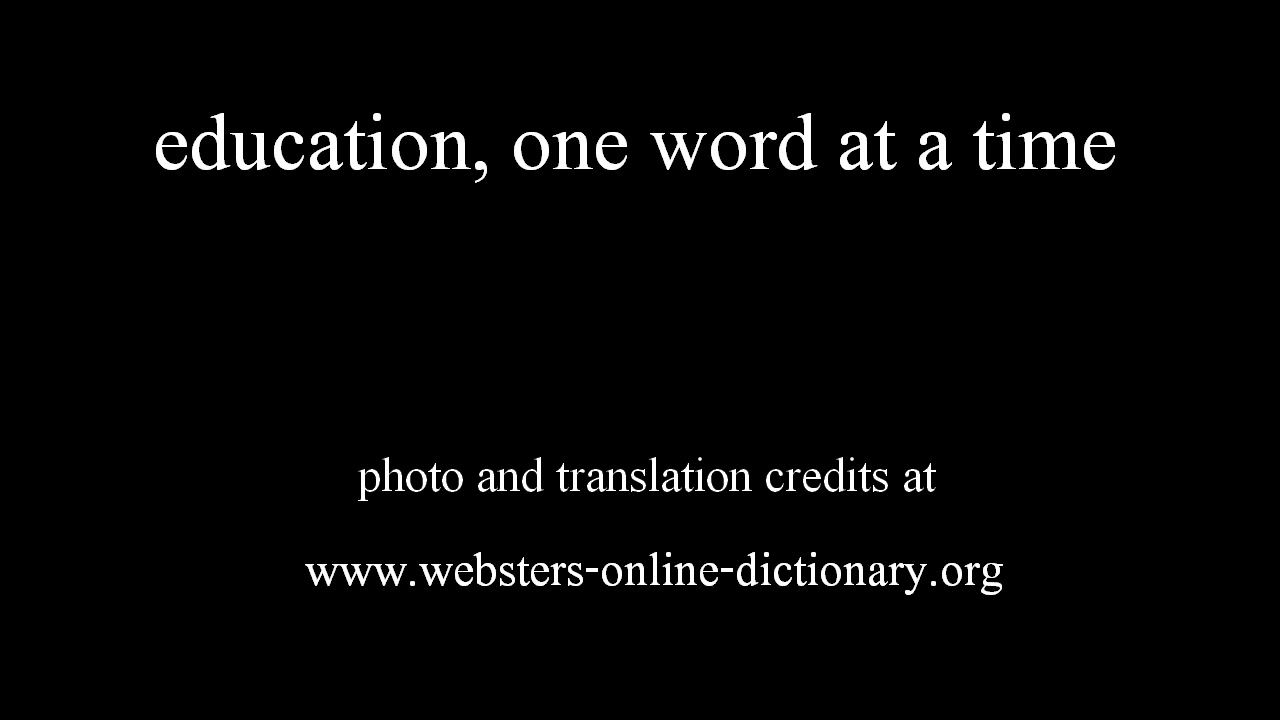 education, one word at a time
photo and translation credits at
www.websters-online-dictionary.org